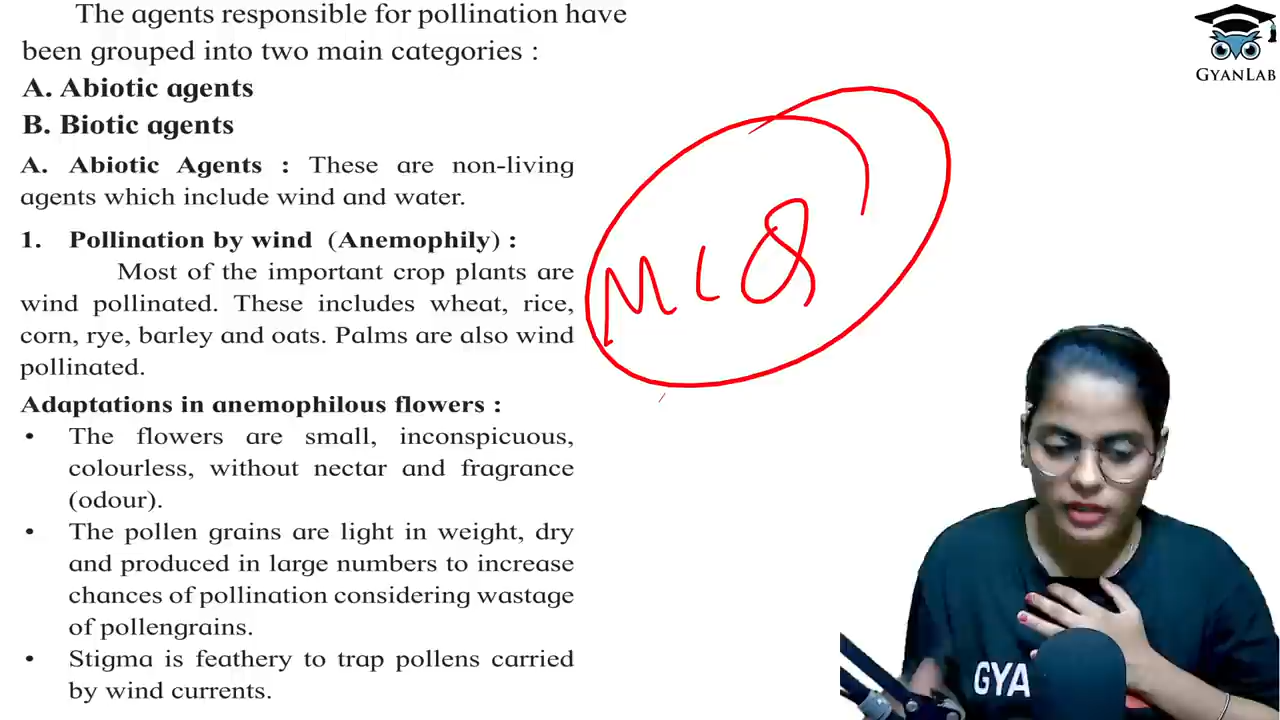 The agents responsible for pollination have
been grouped into two main categories :
A. Abiotic agents
B. Biotic agents
A. Abiotic Agents : These are non-living
agents which include wind and water.
1. Pollination by wind (Anemophily) :
Most of the important crop plants are
wind pollinated. These includes wheat, rice,
corn, rye, barley and oats. Palms are also wind
pollinated.
Adaptations in anemophilous flowers :
• The flowers are small, inconspicuous,
colourless, without nectar and fragrance
(odour).
• The pollen grains are light in weight, dry
and produced in large numbers to increase
chances of pollination considering wastage
of pollengrains.
• Stigma is feathery to trap pollens carried
by wind currents.
MCQ
GYANLAB
GYA